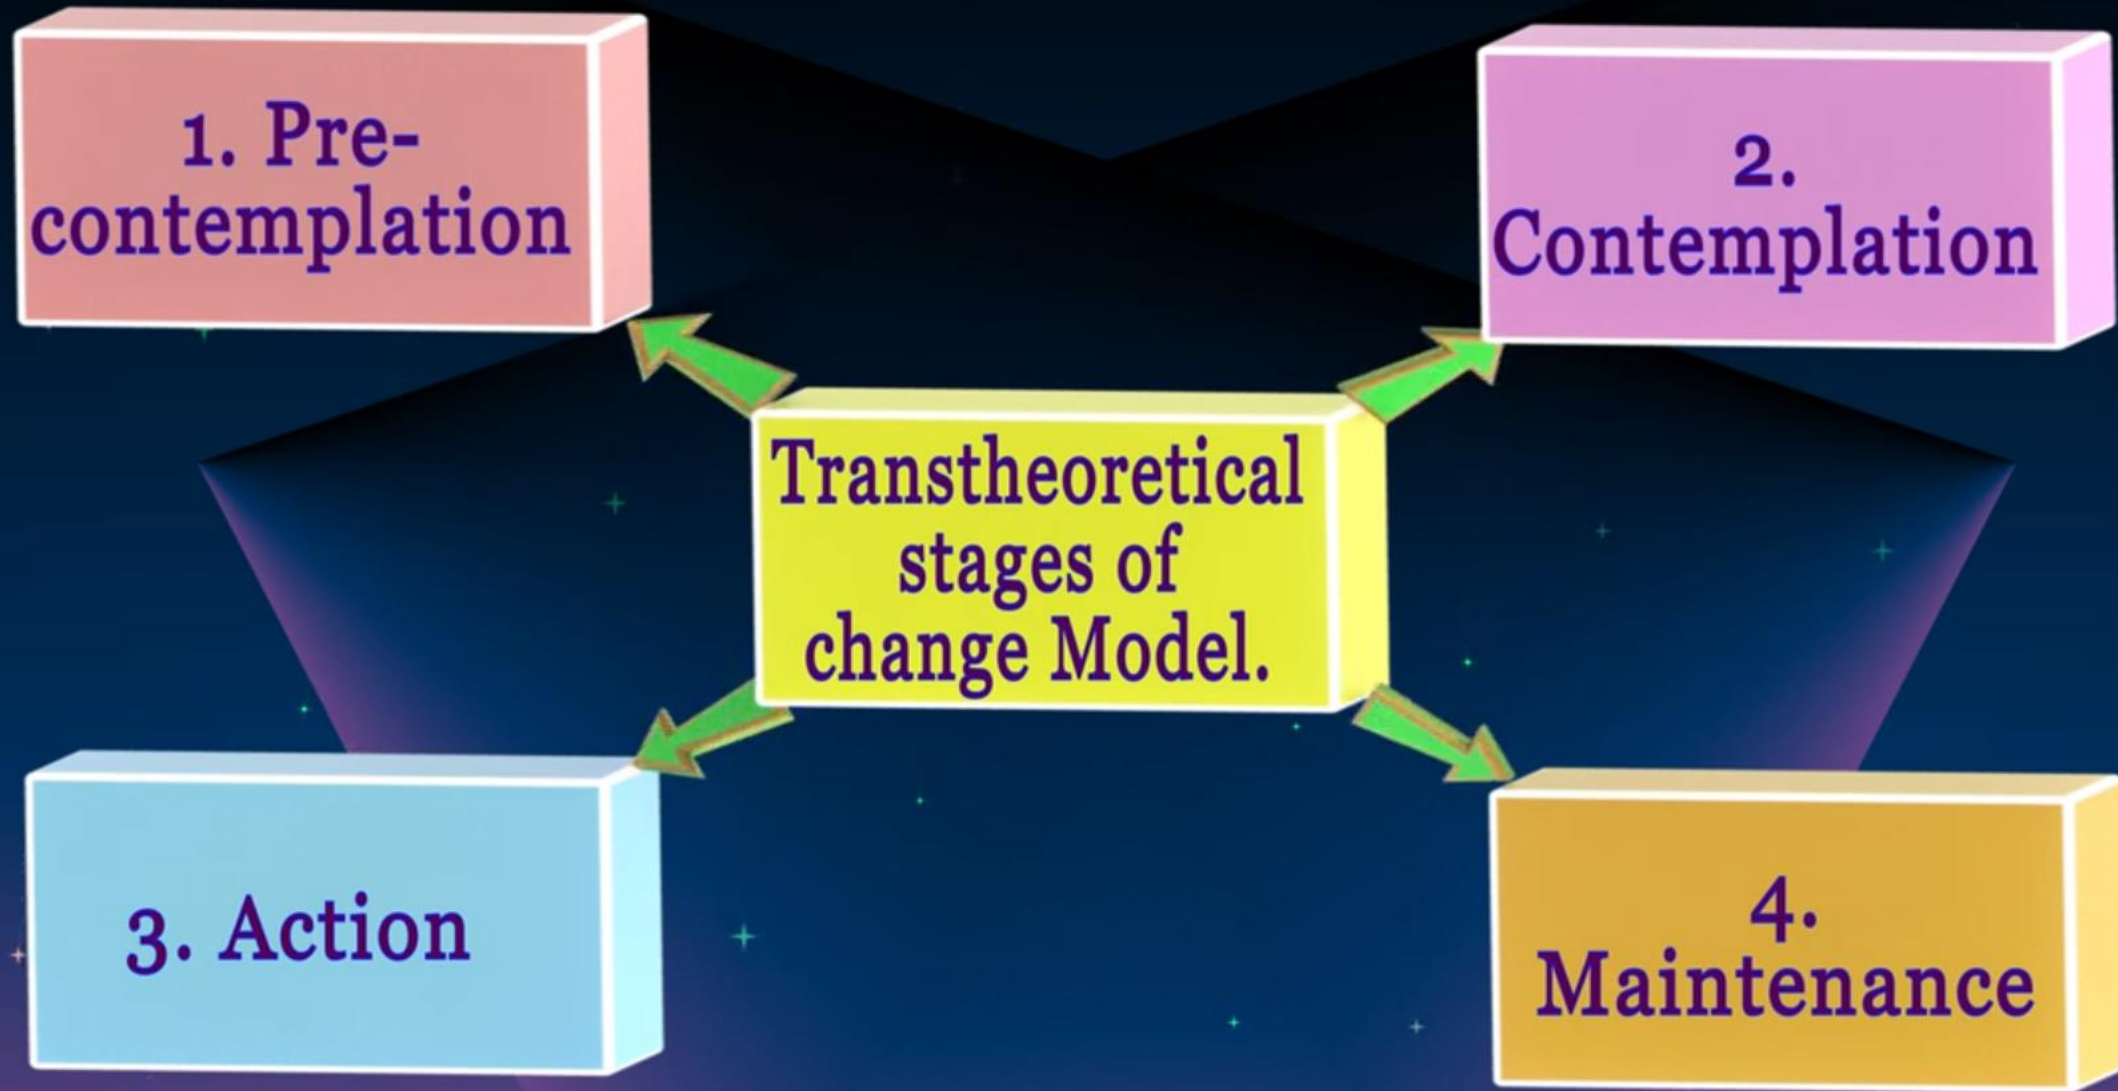 1. Pre-
contemplation
2.
Contemplation
Transtheoretical
stages of
change Model.
3. Action
4.
Maintenance